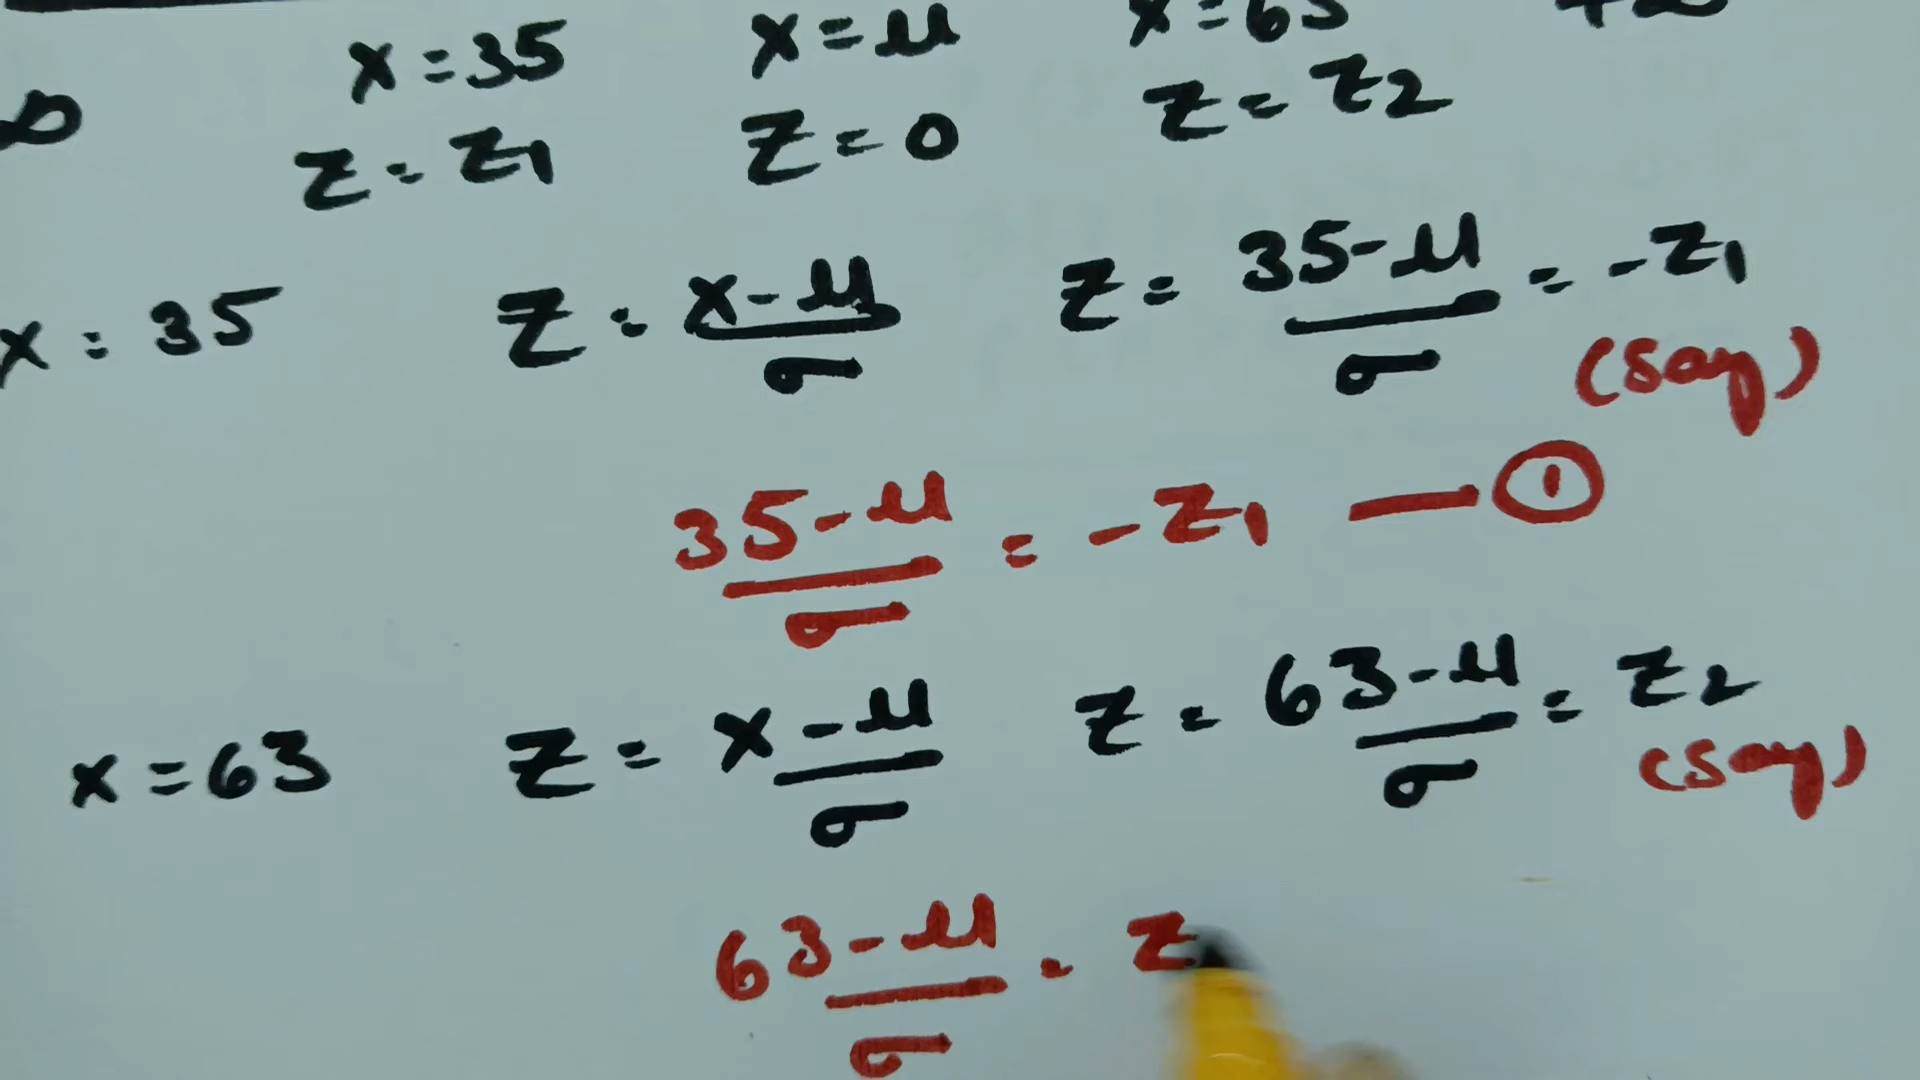 x=35 x=μ x=63 +∞
∞ z=z1 z=0 z=z2
x=35 z=x-μ/σ z=35-μ/σ=-z1
(say)
35-μ/σ=-z1 — ①
x=63 z=x-μ/σ z=63-μ/σ=z2
(say)
63-μ/σ=z